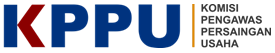 KPPU
KOMISI
PENGAWAS
PERSAINGAN
USAHA